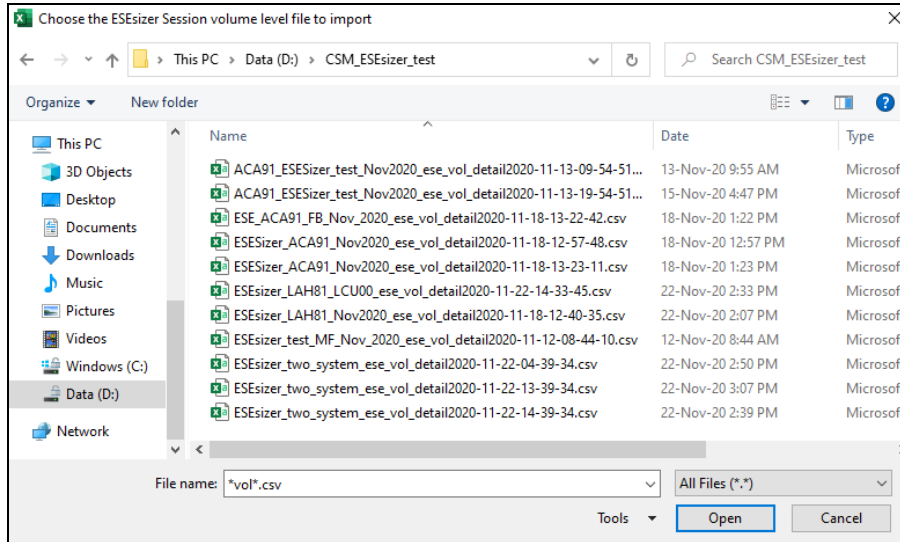 Choose the ESEsizer Session volume level file to import
This PC > Data (D:) > CSM_ESEsizer_test
Search CSM_ESEsizer_test
Organize New folder
Name Date Type
This PC
3D Objects
Desktop
Documents
Downloads
Music
Pictures
Videos
Windows (C:)
Data (D:)
Network
ACA91_ESESizer_test_Nov2020_ese_vol_detail2020-11-13-09-54-51... 13-Nov-20 9:55 AM Microsof
ACA91_ESESizer_test_Nov2020_ese_vol_detail2020-11-13-19-54-51... 15-Nov-20 4:47 PM Microsof
ESE_ACA91_FB_Nov_2020_ese_vol_detail2020-11-18-13-22-42.csv 18-Nov-20 1:22 PM Microsof
ESESizer_ACA91_Nov2020_ese_vol_detail2020-11-18-12-57-48.csv 18-Nov-20 12:57 PM Microsof
ESESizer_ACA91_Nov2020_ese_vol_detail2020-11-18-13-23-11.csv 18-Nov-20 1:23 PM Microsof
ESEsizer_LAH81_LCU00_ese_vol_detail2020-11-22-14-33-45.csv 22-Nov-20 2:33 PM Microsof
ESEsizer_LAH81_Nov2020_ese_vol_detail2020-11-18-12-40-35.csv 22-Nov-20 2:07 PM Microsof
ESEsizer_test_MF_Nov_2020_ese_vol_detail2020-11-12-08-44-10.csv 12-Nov-20 8:44 AM Microsof
ESEsizer_two_system_ese_vol_detail2020-11-22-04-39-34.csv 22-Nov-20 2:50 PM Microsof
ESEsizer_two_system_ese_vol_detail2020-11-22-13-39-34.csv 22-Nov-20 3:07 PM Microsof
ESEsizer_two_system_ese_vol_detail2020-11-22-14-39-34.csv 22-Nov-20 2:39 PM Microsof
File name: *vol*.csv All Files (*.*)
Tools Open Cancel